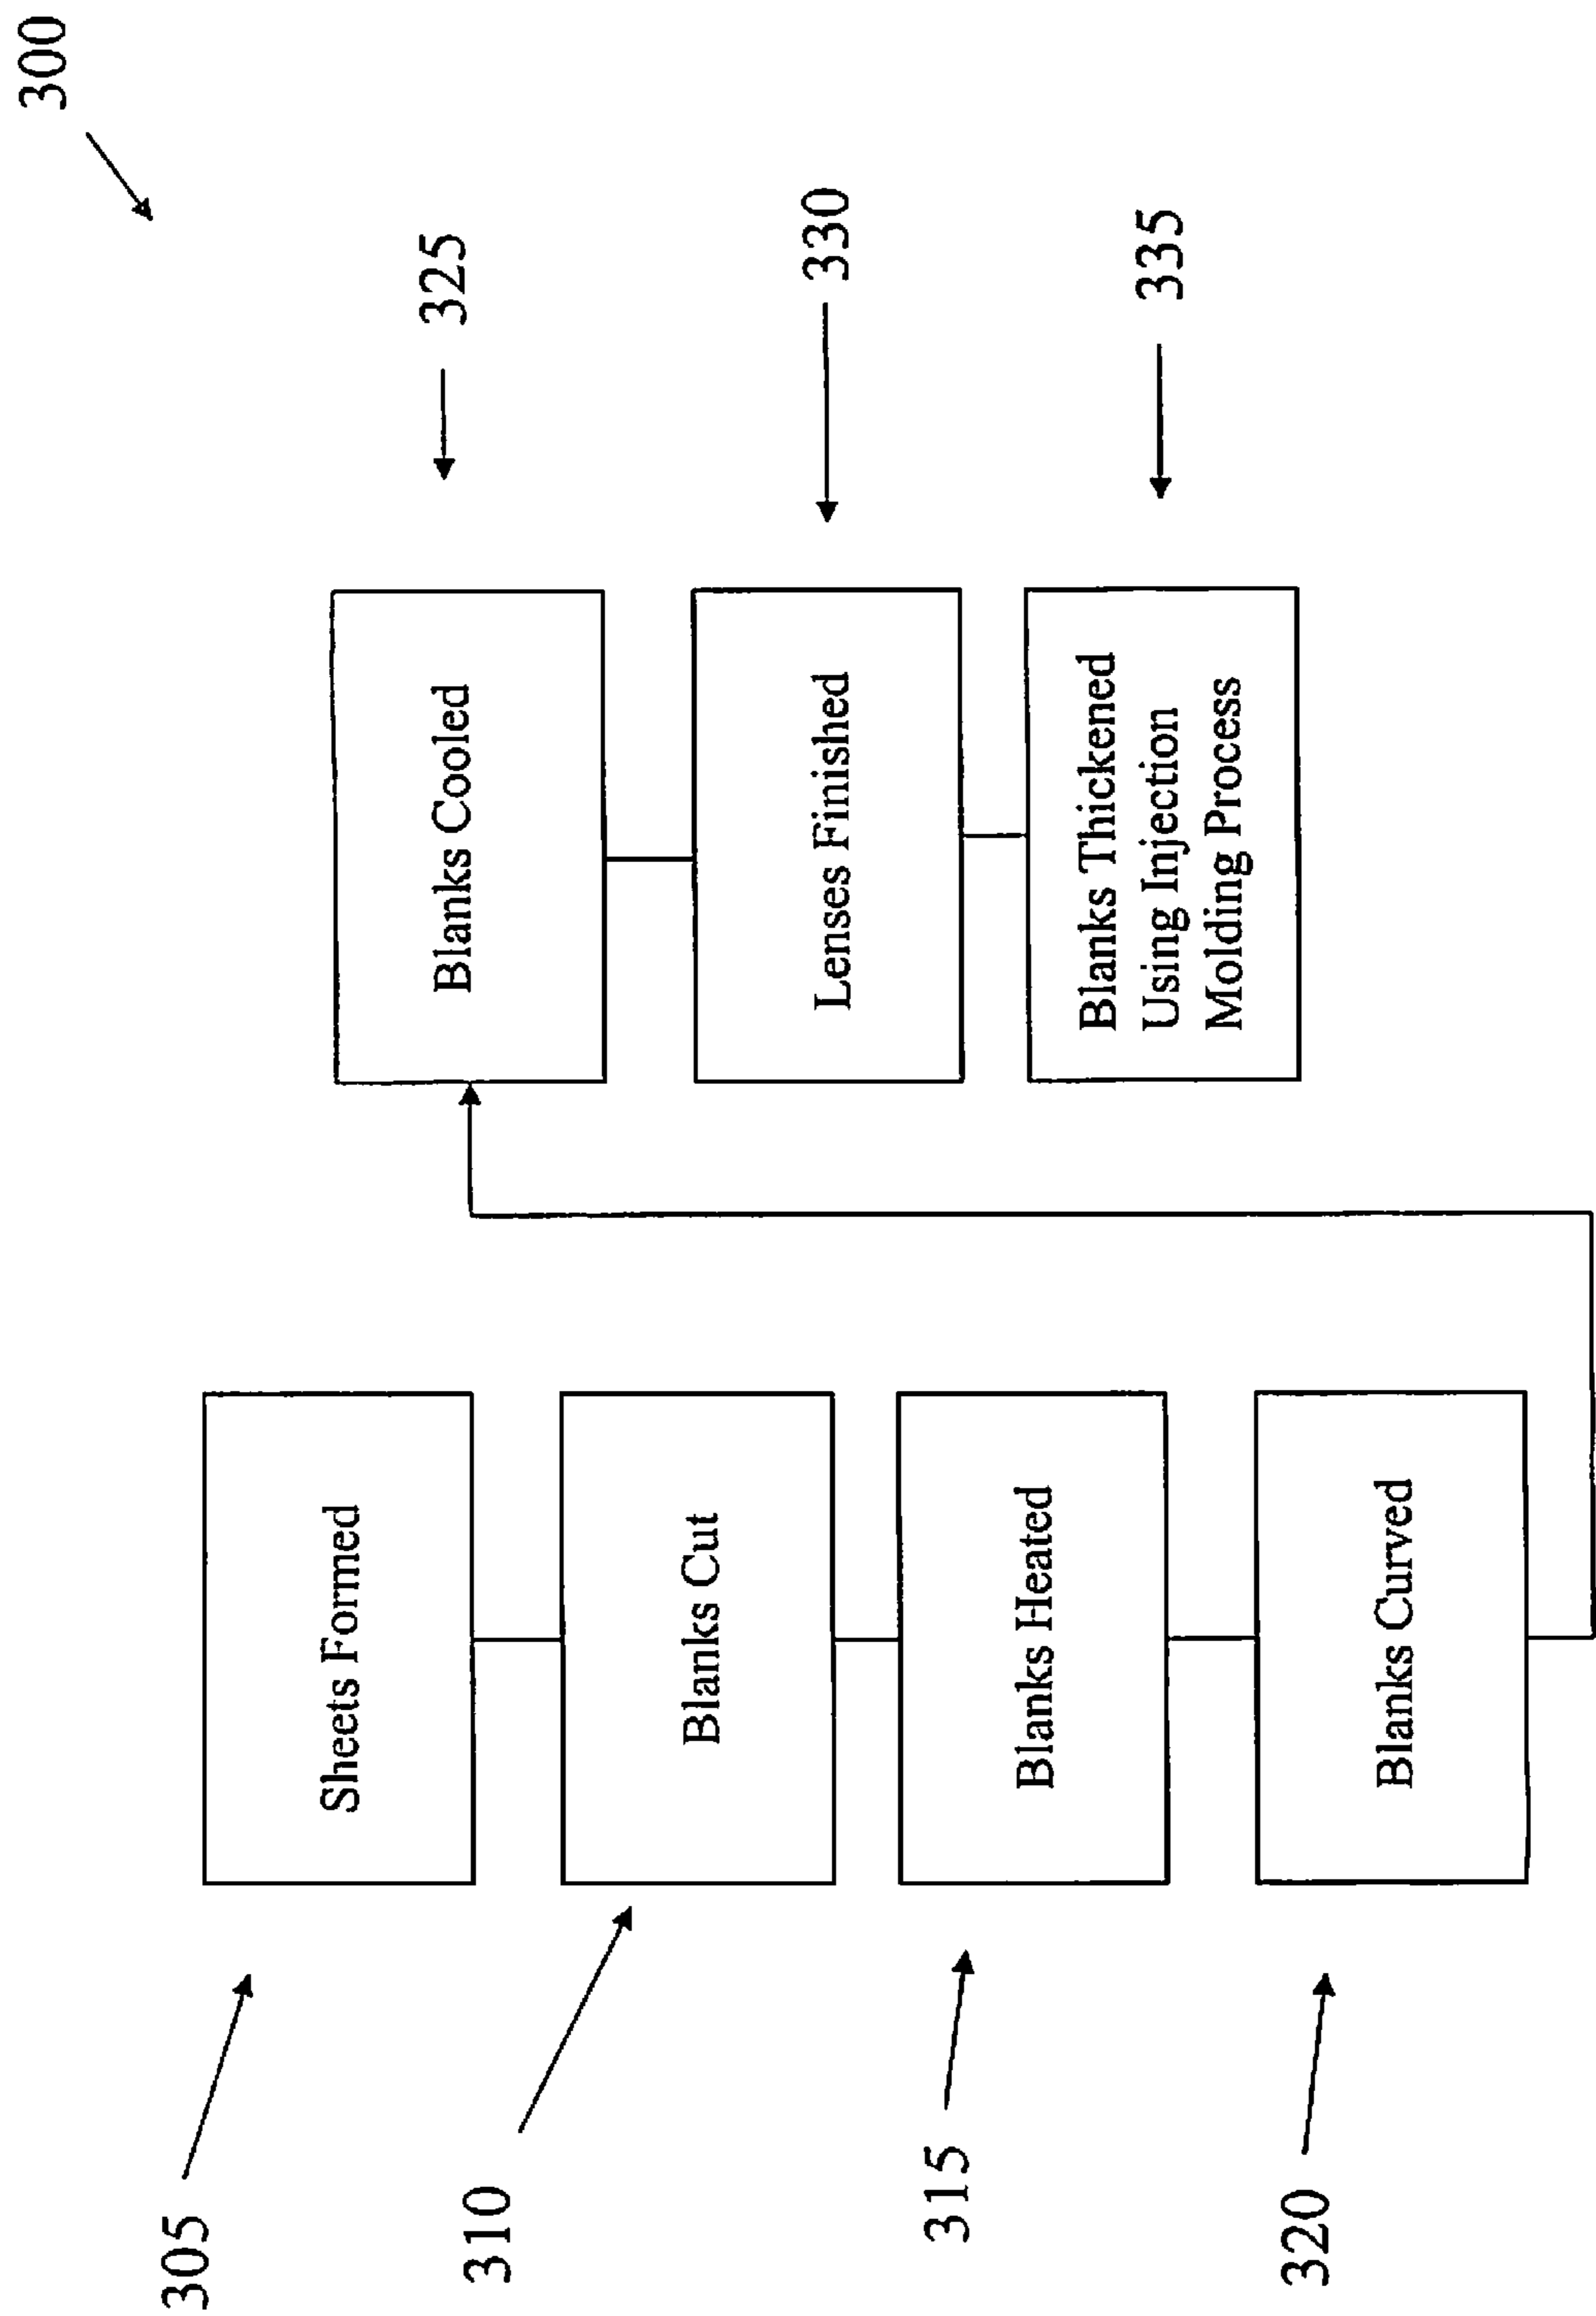 300
305
Sheets Formed
310
Blanks Cut
315
Blanks Heated
320
Blanks Curved
Blanks Cooled
325
Lenses Finished
330
Blanks Thickened
Using Injection
Molding Process
335